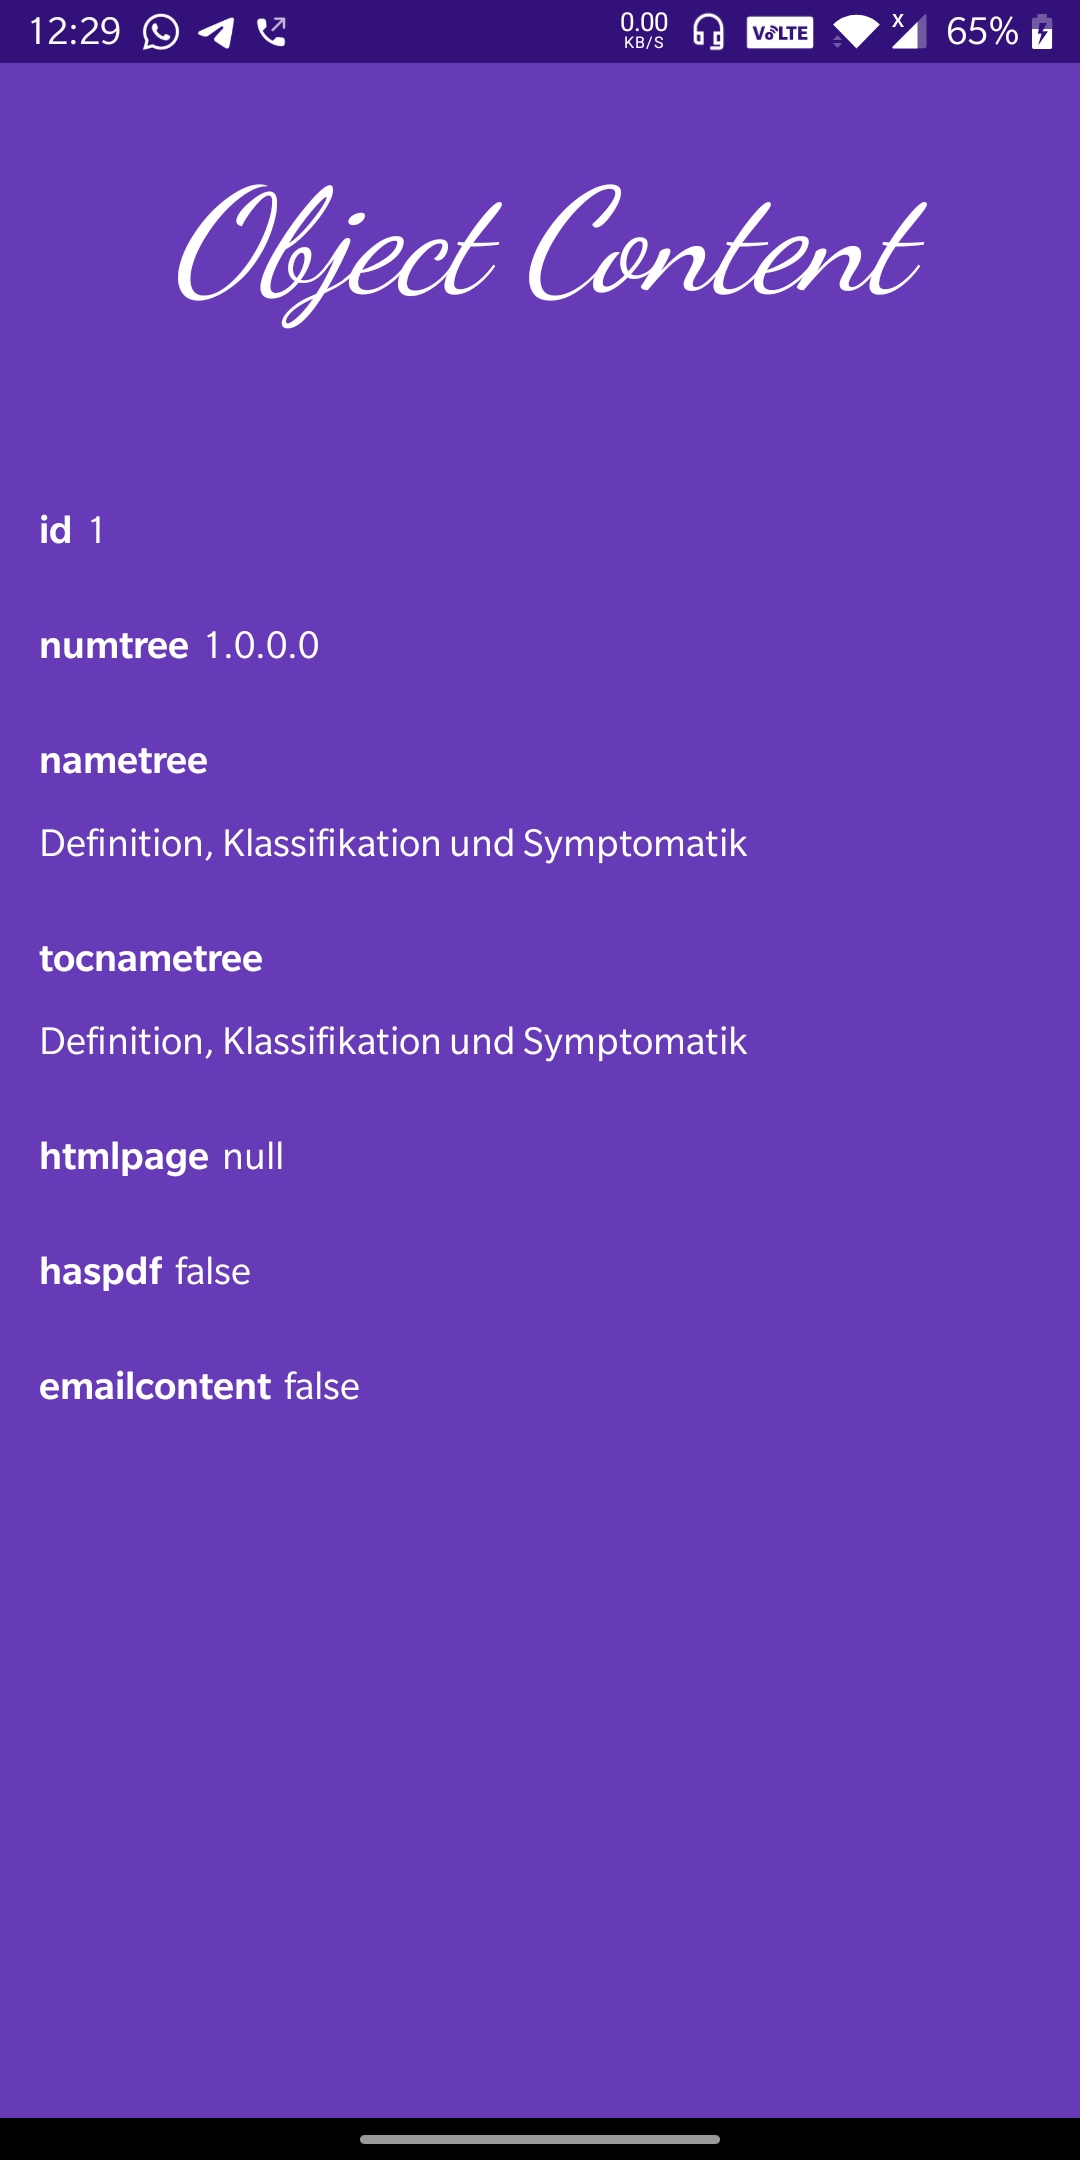 12:29 0.00 KB/S VoLTE X 65%
Object Content
id 1
numtree 1.0.0.0
nametree
Definition, Klassifikation und Symptomatik
tocnametree
Definition, Klassifikation und Symptomatik
htmlpage null
haspdf false
emailcontent false